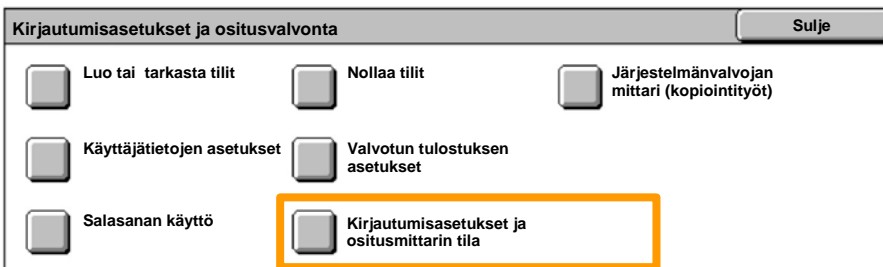 Kirjautumisasetukset ja ositusvalvonta
Sulje
Luo tai tarkasta tilit
Nollaa tilit
Järjestelmänvalvojan
mittari (kopiointityöt)
Käyttäjätietojen asetukset
Valvotun tulostuksen
asetukset
Salasanan käyttö
Kirjautumisasetukset ja
ositusmittarin tila